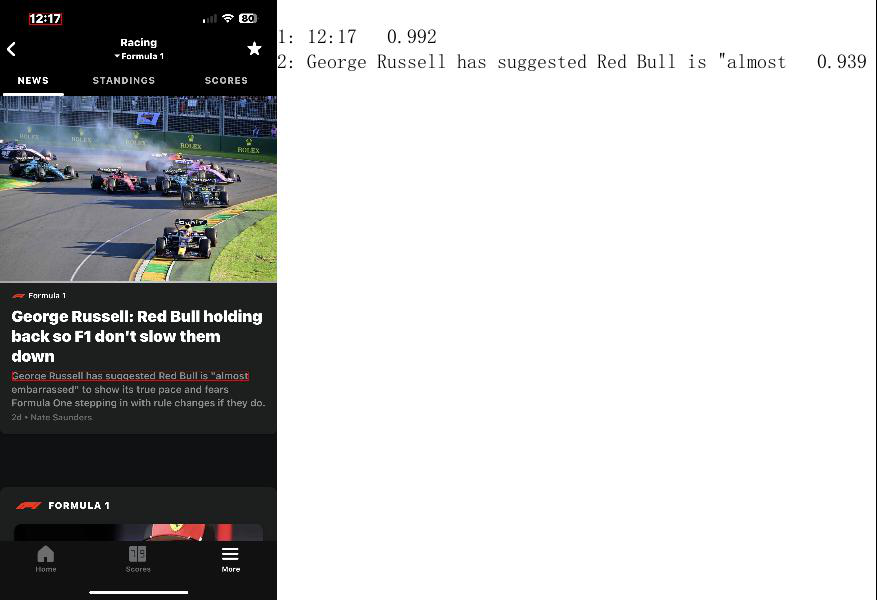 12:17
80
Racing
Formula 1
NEWS STANDINGS SCORES
ROLEX ROLEX ROLEX ROLEX
Formula 1
George Russell: Red Bull holding
back so F1 don't slow them
down
George Russell has suggested Red Bull is "almost
embarrassed" to show its true pace and fears
Formula One stepping in with rule changes if they do.
2d • Nate Saunders
FORMULA 1
Home Scores More
1: 12:17 0.992
2: George Russell has suggested Red Bull is "almost 0.939